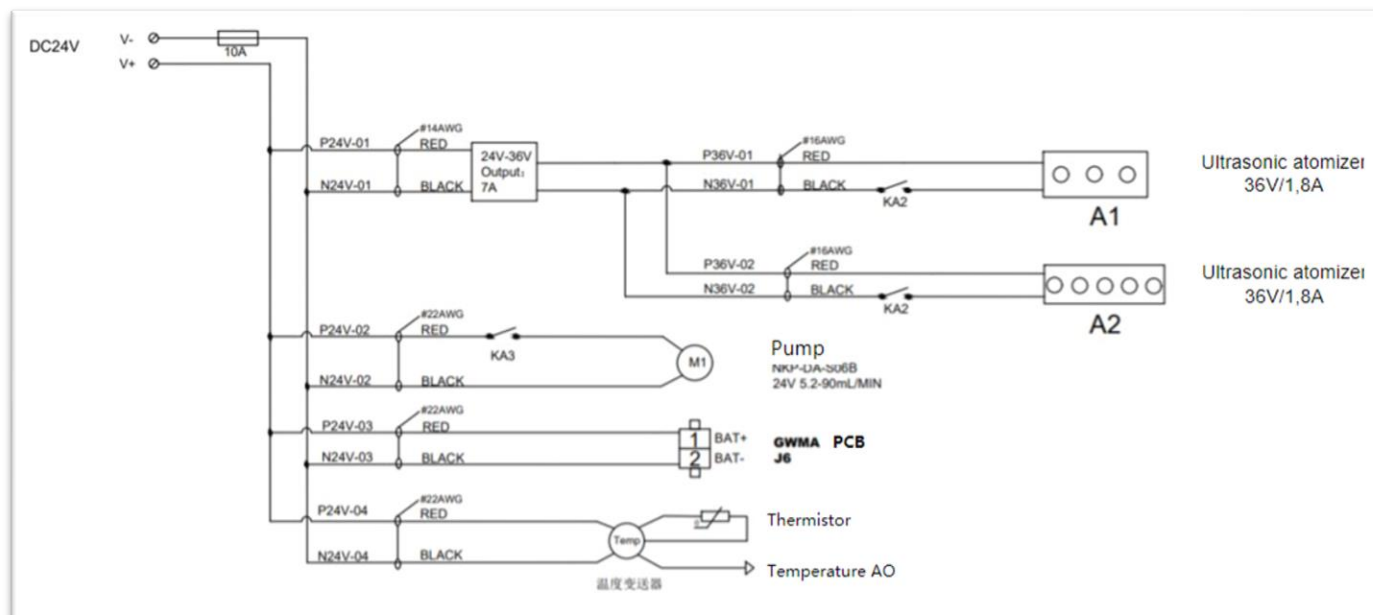 DC24V
V-
10A
V+
#14AWG
P24V-01
RED
24V-36V
Output:
7A
N24V-01
BLACK
#16AWG
P36V-01
RED
N36V-01
BLACK
KA2
A1
Ultrasonic atomizer
36V/1,8A
#16AWG
P36V-02
RED
N36V-02
BLACK
KA2
A2
Ultrasonic atomizer
36V/1,8A
#22AWG
P24V-02
RED
KA3
M1
N24V-02
BLACK
Pump
NKP-DA-S06B
24V 5.2-90mL/MIN
#22AWG
P24V-03
RED
N24V-03
BLACK
1 BAT+
2 BAT-
GWMA PCB
J6
#22AWG
P24V-04
RED
N24V-04
BLACK
Temp
温度变送器
θ
Thermistor
Temperature AO